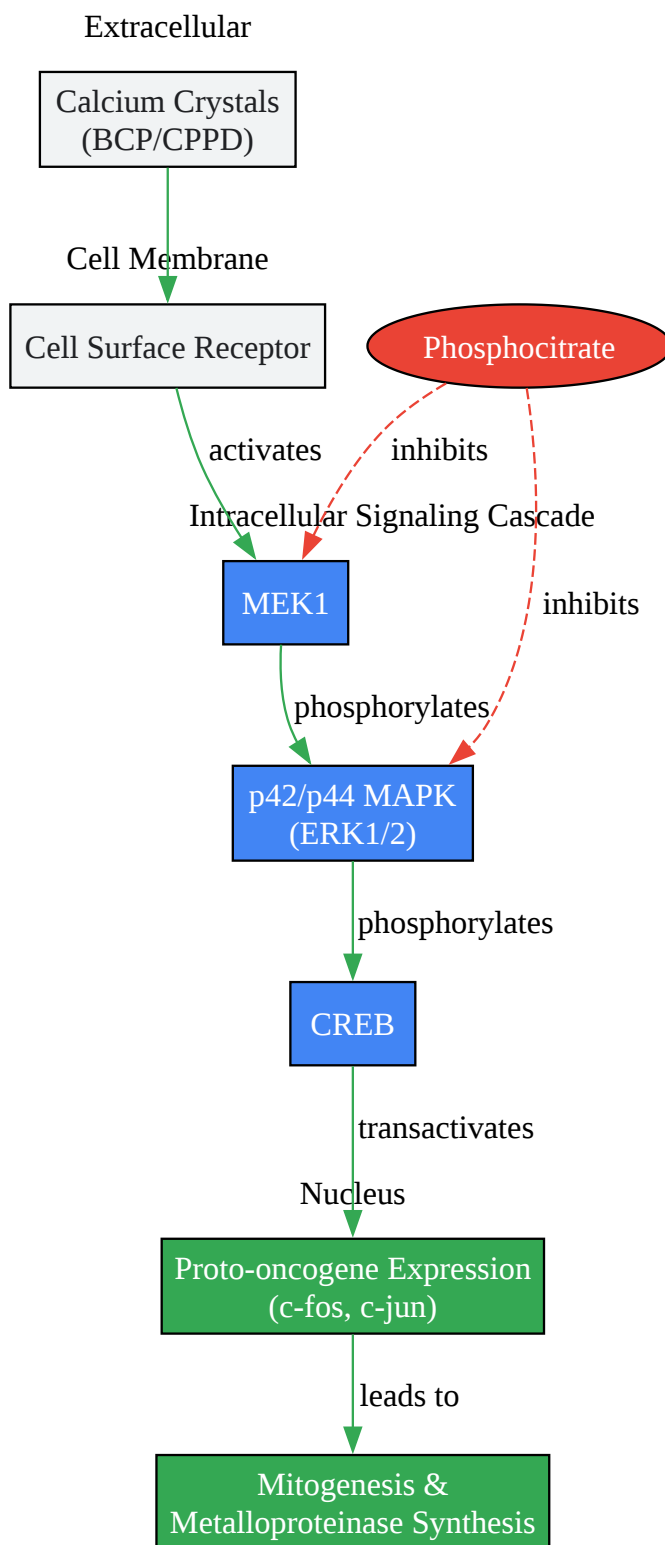 Extracellular
Calcium Crystals
(BCP/CPPD)
Cell Membrane
Cell Surface Receptor
Phosphocitrate
activates
inhibits
Intracellular Signaling Cascade
MEK1
inhibits
phosphorylates
p42/p44 MAPK
(ERK1/2)
phosphorylates
CREB
transactivates
Nucleus
Proto-oncogene Expression
(c-fos, c-jun)
leads to
Mitogenesis &
Metalloproteinase Synthesis